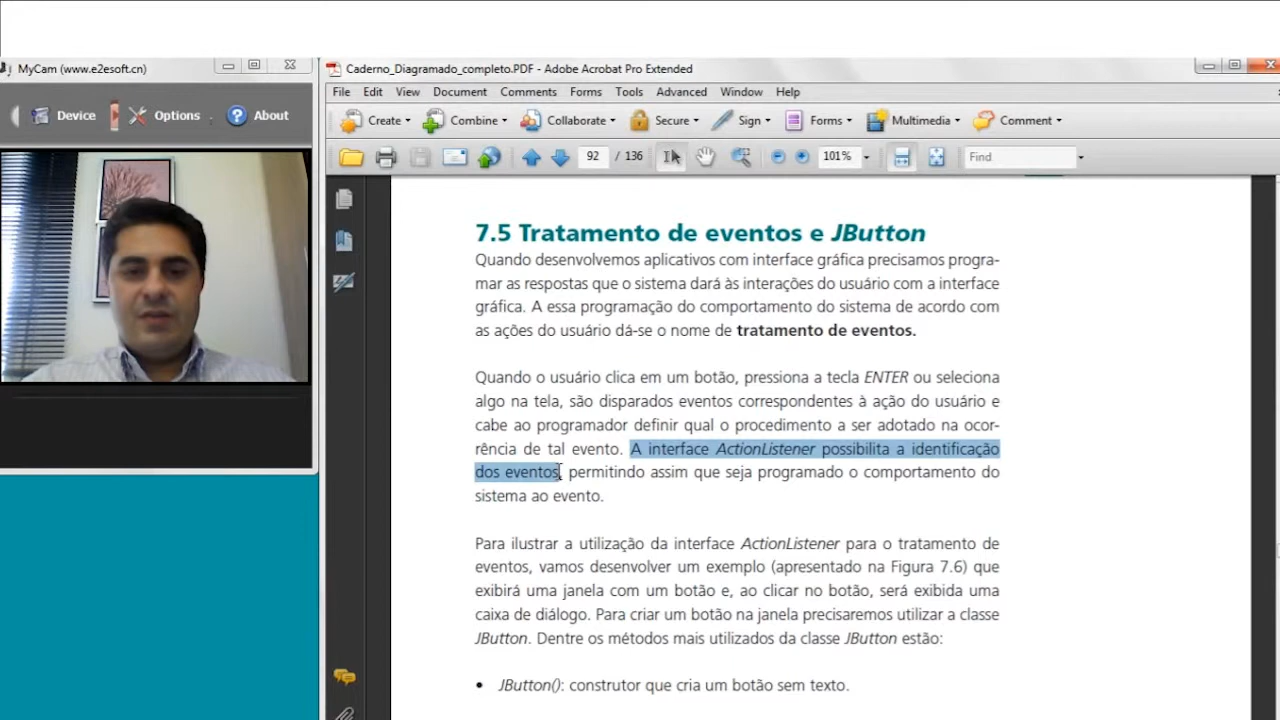 MyCam (www.e2esoft.cn)
Device
Options
About
Caderno_Diagramado_completo.PDF - Adobe Acrobat Pro Extended
File Edit View Document Comments Forms Tools Advanced Window Help
Create Combine Collaborate Secure Sign Forms Multimedia Comment
92 / 136 101% Find
7.5 Tratamento de eventos e JButton
Quando desenvolvemos aplicativos com interface gráfica precisamos progra-
mar as respostas que o sistema dará às interações do usuário com a interface
gráfica. A essa programação do comportamento do sistema de acordo com
as ações do usuário dá-se o nome de tratamento de eventos.
Quando o usuário clica em um botão, pressiona a tecla ENTER ou seleciona
algo na tela, são disparados eventos correspondentes à ação do usuário e
cabe ao programador definir qual o procedimento a ser adotado na ocor-
rência de tal evento. A interface ActionListener possibilita a identificação
dos eventos, permitindo assim que seja programado o comportamento do
sistema ao evento.
Para ilustrar a utilização da interface ActionListener para o tratamento de
eventos, vamos desenvolver um exemplo (apresentado na Figura 7.6) que
exibirá uma janela com um botão e, ao clicar no botão, será exibida uma
caixa de diálogo. Para criar um botão na janela precisaremos utilizar a classe
JButton. Dentre os métodos mais utilizados da classe JButton estão:
• JButton(): construtor que cria um botão sem texto.